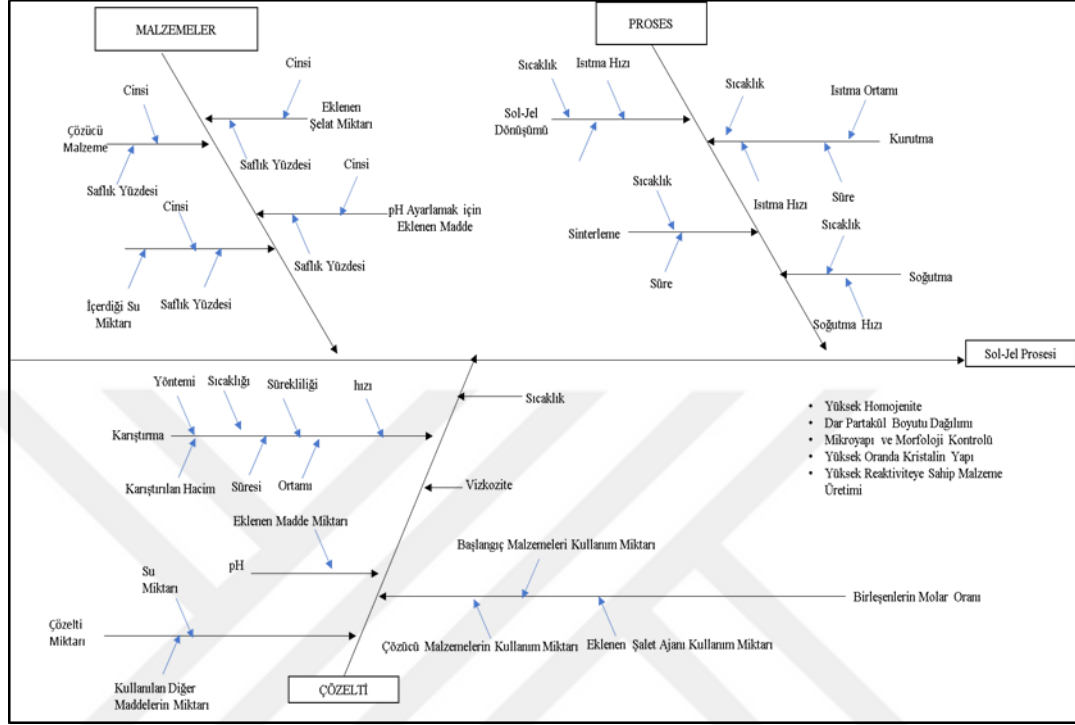 MALZEMELER
PROSES
Cinsi
Cinsi
Eklenen
Şelat Miktarı
Çözücü
Malzeme
Saflık Yüzdesi
Saflık Yüzdesi
Cinsi
Cinsi
pH Ayarlamak için
Eklenen Madde
Saflık Yüzdesi
İçerdiği Su
Miktarı
Saflık Yüzdesi
Sıcaklık
Isıtma Hızı
Sol-Jel
Dönüşümü
Sıcaklık
Isıtma Ortamı
Kurutma
Isıtma Hızı
Süre
Sıcaklık
Sinterleme
Süre
Sıcaklık
Soğutma
Soğutma Hızı
Sol-Jel Prosesi
Yöntemi
Sıcaklığı
Sürekliliği
hızı
Karıştırma
Karıştırılan Hacim
Süresi
Ortamı
Sıcaklık
Vizkozite
Eklenen Madde Miktarı
pH
Başlangıç Malzemeleri Kullanım Miktarı
Birleşenlerin Molar Oranı
Çözücü Malzemelerin Kullanım Miktarı
Eklenen Şalet Ajanı Kullanım Miktarı
Su
Miktarı
Çözelti
Miktarı
Kullanılan Diğer
Maddelerin Miktarı
ÇÖZELTİ
• Yüksek Homojenite
• Dar Partakül Boyutu Dağılımı
• Mikroyapı ve Morfoloji Kontrolü
• Yüksek Oranda Kristalin Yapı
• Yüksek Reaktiviteye Sahip Malzeme
Üretimi